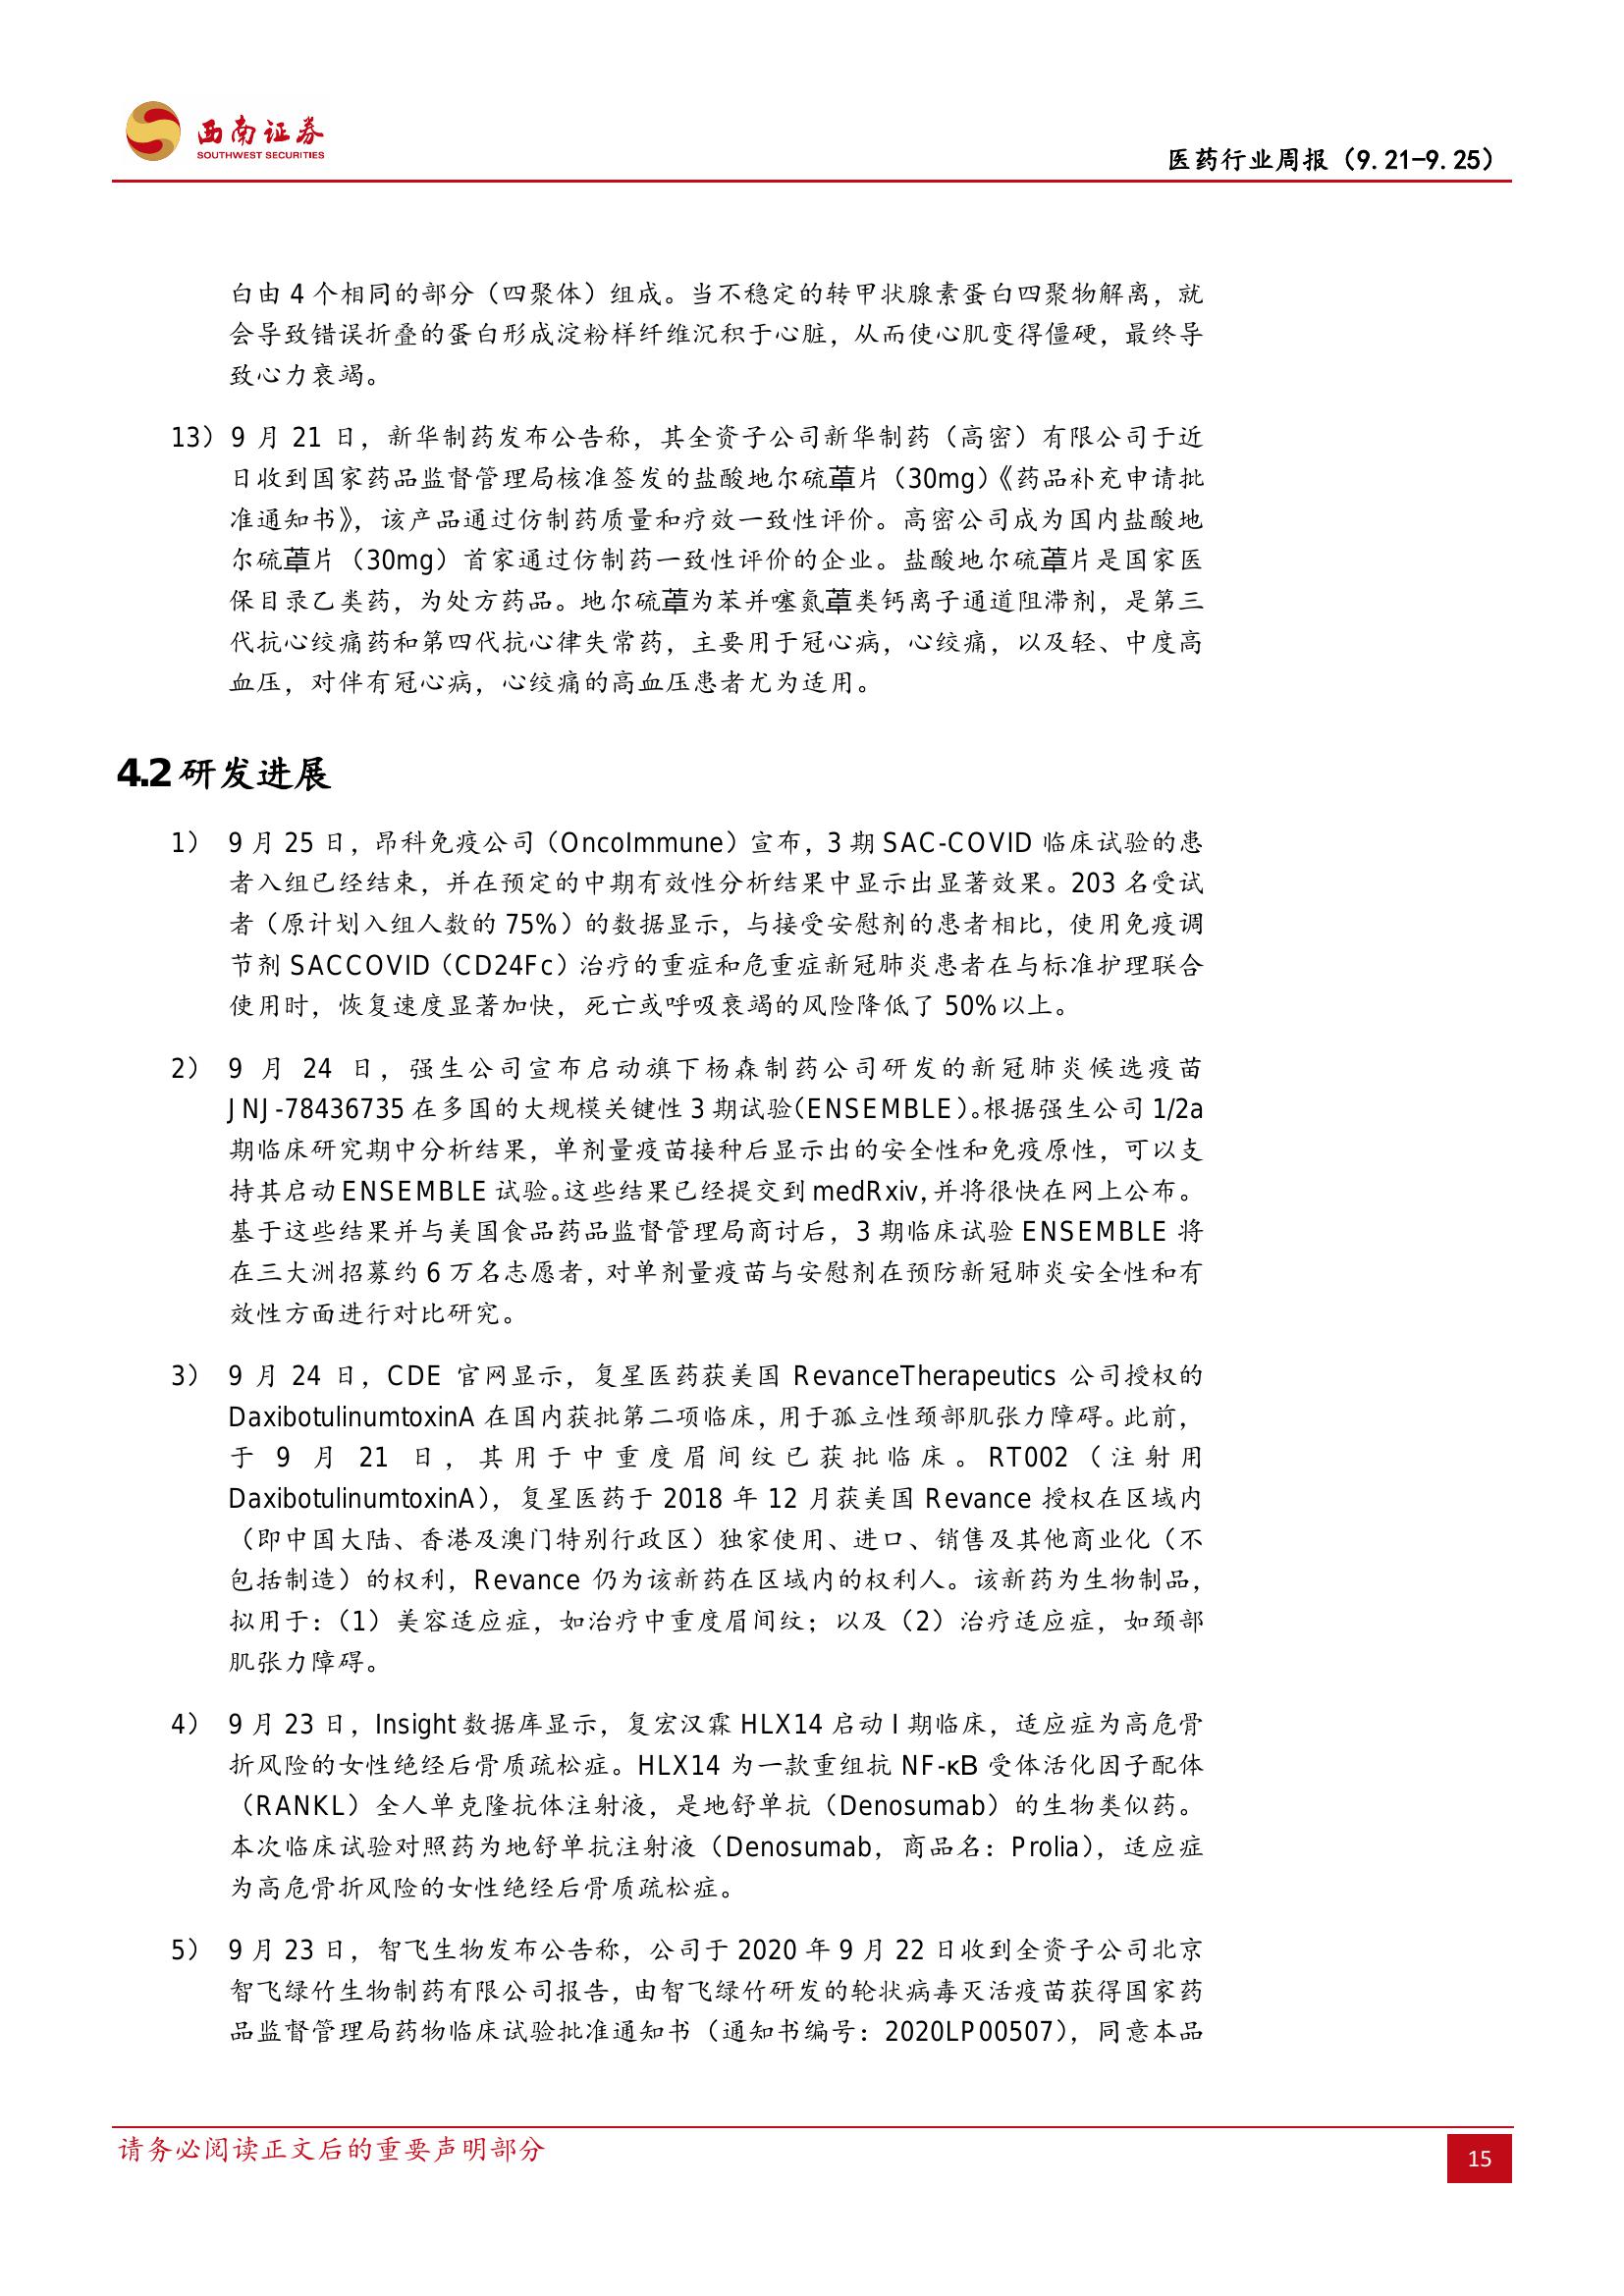 西南证券
SOUTHWEST SECURITIES
医药行业周报（9.21-9.25）
白由 4 个相同的部分（四聚体）组成。当不稳定的转甲状腺素蛋白四聚物解离，就
会导致错误折叠的蛋白形成淀粉样纤维沉积于心脏，从而使心肌变得僵硬，最终导
致心力衰竭。
13）9 月 21 日，新华制药发布公告称，其全资子公司新华制药（高密）有限公司于近
日收到国家药品监督管理局核准签发的盐酸地尔硫䓬片（30mg）《药品补充申请批
准通知书》，该产品通过仿制药质量和疗效一致性评价。高密公司成为国内盐酸地
尔硫䓬片（30mg）首家通过仿制药一致性评价的企业。盐酸地尔硫䓬片是国家医
保目录乙类药，为处方药品。地尔硫䓬为苯并噻氮䓬类钙离子通道阻滞剂，是第三
代抗心绞痛药和第四代抗心律失常药，主要用于冠心病，心绞痛，以及轻、中度高
血压，对伴有冠心病，心绞痛的高血压患者尤为适用。
4.2 研发进展
1） 9 月 25 日，昂科免疫公司（OncoImmune）宣布，3 期 SAC-COVID 临床试验的患
者入组已经结束，并在预定的中期有效性分析结果中显示出显著效果。203 名受试
者（原计划入组人数的 75%）的数据显示，与接受安慰剂的患者相比，使用免疫调
节剂 SACCOVID（CD24Fc）治疗的重症和危重症新冠肺炎患者在与标准护理联合
使用时，恢复速度显著加快，死亡或呼吸衰竭的风险降低了 50%以上。
2） 9 月 24 日，强生公司宣布启动旗下杨森制药公司研发的新冠肺炎候选疫苗
JNJ-78436735 在多国的大规模关键性 3 期试验（ENSEMBLE）。根据强生公司 1/2a
期临床研究期中分析结果，单剂量疫苗接种后显示出的安全性和免疫原性，可以支
持其启动 ENSEMBLE 试验。这些结果已经提交到 medRxiv，并将很快在网上公布。
基于这些结果并与美国食品药品监督管理局商讨后，3 期临床试验 ENSEMBLE 将
在三大洲招募约 6 万名志愿者，对单剂量疫苗与安慰剂在预防新冠肺炎安全性和有
效性方面进行对比研究。
3） 9 月 24 日，CDE 官网显示，复星医药获美国 RevanceTherapeutics 公司授权的
DaxibotulinumtoxinA 在国内获批第二项临床，用于孤立性颈部肌张力障碍。此前，
于 9 月 21 日，其用于中重度眉间纹已获批临床。RT002（注射用
DaxibotulinumtoxinA），复星医药于 2018 年 12 月获美国 Revance 授权在区域内
（即中国大陆、香港及澳门特别行政区）独家使用、进口、销售及其他商业化（不
包括制造）的权利，Revance 仍为该新药在区域内的权利人。该新药为生物制品，
拟用于：（1）美容适应症，如治疗中重度眉间纹；以及（2）治疗适应症，如颈部
肌张力障碍。
4） 9 月 23 日，Insight 数据库显示，复宏汉霖 HLX14 启动 I 期临床，适应症为高危骨
折风险的女性绝经后骨质疏松症。HLX14 为一款重组抗 NF-κB 受体活化因子配体
（RANKL）全人单克隆抗体注射液，是地舒单抗（Denosumab）的生物类似药。
本次临床试验对照药为地舒单抗注射液（Denosumab，商品名：Prolia），适应症
为高危骨折风险的女性绝经后骨质疏松症。
5） 9 月 23 日，智飞生物发布公告称，公司于 2020 年 9 月 22 日收到全资子公司北京
智飞绿竹生物制药有限公司报告，由智飞绿竹研发的轮状病毒灭活疫苗获得国家药
品监督管理局药物临床试验批准通知书（通知书编号：2020LP00507），同意本品
请务必阅读正文后的重要声明部分
15